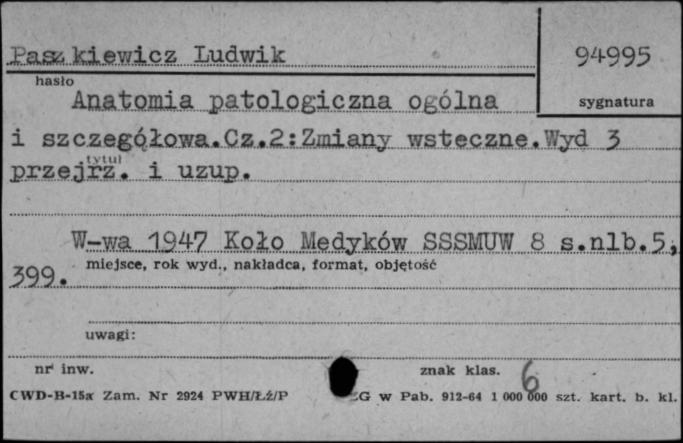 Paszkiewicz Ludwik
94995
hasło
sygnatura
Anatomia patologiczna ogólna
i szczegółowa.Cz.2:Zmiany wsteczne.Wyd 3
tytuł
przejrz. i uzup.
W-wa 1947 Koło Medyków SSSMUW 8 s.nlb.5,
miejsce, rok wyd., nakładca, format, objętość
399.
uwagi:
nr inw.
znak klas. 6
CWD-B-15a Zam. Nr 2924 PWH/Łź/P
G w Pab. 912-64 1 000 000 szt. kart. b. kl.